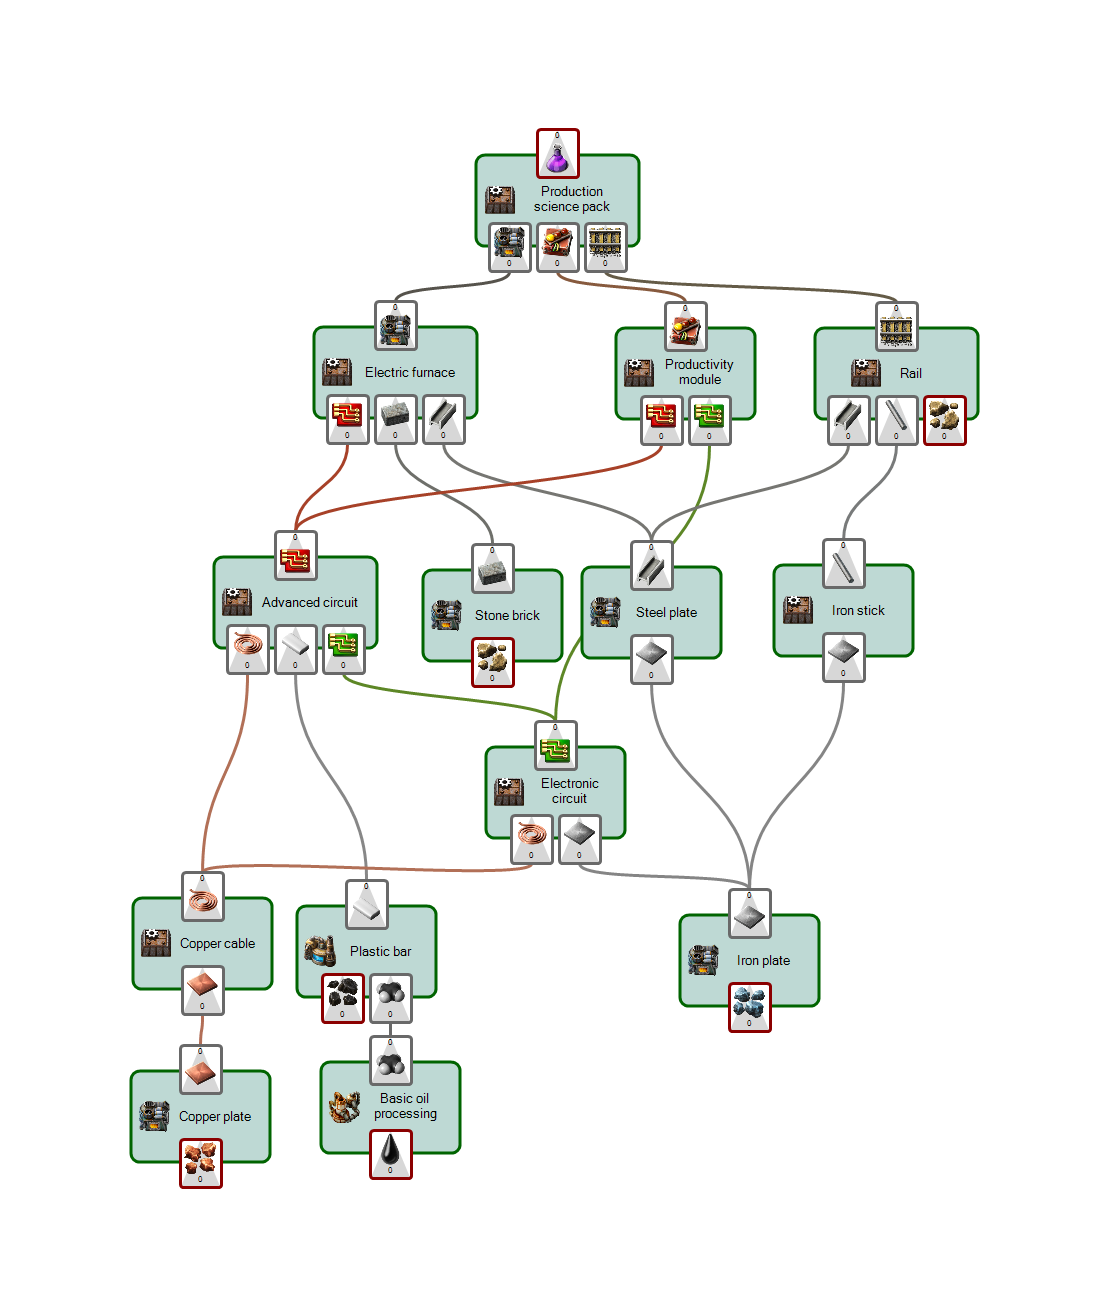 0
Production
science pack
0 0 0
0 0 0
Electric furnace
Productivity
module
Rail
0 0 0 0 0 0 0 0
0 0 0 0
Advanced circuit
Stone brick
Steel plate
Iron stick
0 0 0 0 0 0
0
Electronic
circuit
0 0
0 0 0
Copper cable
Plastic bar
Iron plate
0 0 0 0
0 0
Copper plate
Basic oil
processing
0 0